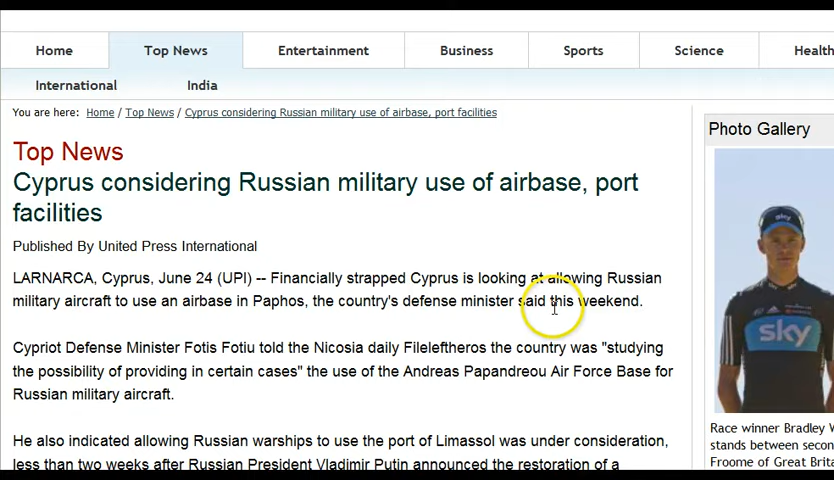 Home Top News Entertainment Business Sports Science Health
International India
You are here: Home / Top News / Cyprus considering Russian military use of airbase, port facilities
Photo Gallery
Top News
Cyprus considering Russian military use of airbase, port
facilities
Published By United Press International
LARNARCA, Cyprus, June 24 (UPI) -- Financially strapped Cyprus is looking at allowing Russian
military aircraft to use an airbase in Paphos, the country's defense minister said this weekend.
Cypriot Defense Minister Fotis Fotiu told the Nicosia daily Fileleftheros the country was "studying
the possibility of providing in certain cases" the use of the Andreas Papandreou Air Force Base for
Russian military aircraft.
He also indicated allowing Russian warships to use the port of Limassol was under consideration,
less than two weeks after Russian President Vladimir Putin announced the restoration of a
sky
sky
Race winner Bradley W
stands between secon
Froome of Great Brita